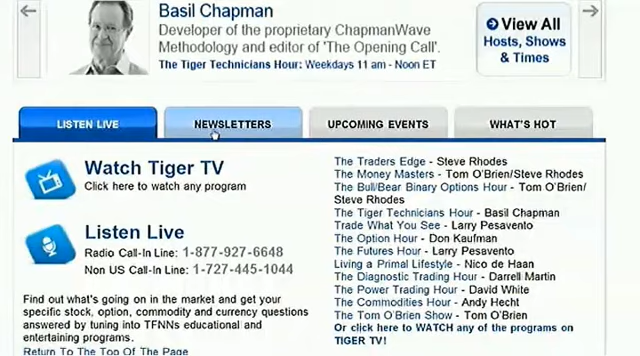 Basil Chapman
Developer of the proprietary ChapmanWave
Methodology and editor of 'The Opening Call'.
The Tiger Technicians Hour: Weekdays 11 am - Noon ET
View All
Hosts, Shows
& Times
LISTEN LIVE
NEWSLETTERS
UPCOMING EVENTS
WHAT'S HOT
Watch Tiger TV
Click here to watch any program
Listen Live
Radio Call-In Line: 1-877-927-6648
Non US Call-In Line: 1-727-445-1044
Find out what's going on in the market and get your
specific stock, option, commodity and currency questions
answered by tuning into TFNNs educational and
entertaining programs.
Return To The Top Of The Page
The Traders Edge - Steve Rhodes
The Money Masters - Tom O'Brien/Steve Rhodes
The Bull/Bear Binary Options Hour - Tom O'Brien/
Steve Rhodes
The Tiger Technicians Hour - Basil Chapman
Trade What You See - Larry Pesavento
The Option Hour - Don Kaufman
The Futures Hour - Larry Pesavento
Living a Primal Lifestyle - Nico de Haan
The Diagnostic Trading Hour - Darrell Martin
The Power Trading Hour - David White
The Commodities Hour - Andy Hecht
The Tom O'Brien Show - Tom O'Brien
Or click here to WATCH any of the programs on
TIGER TV!